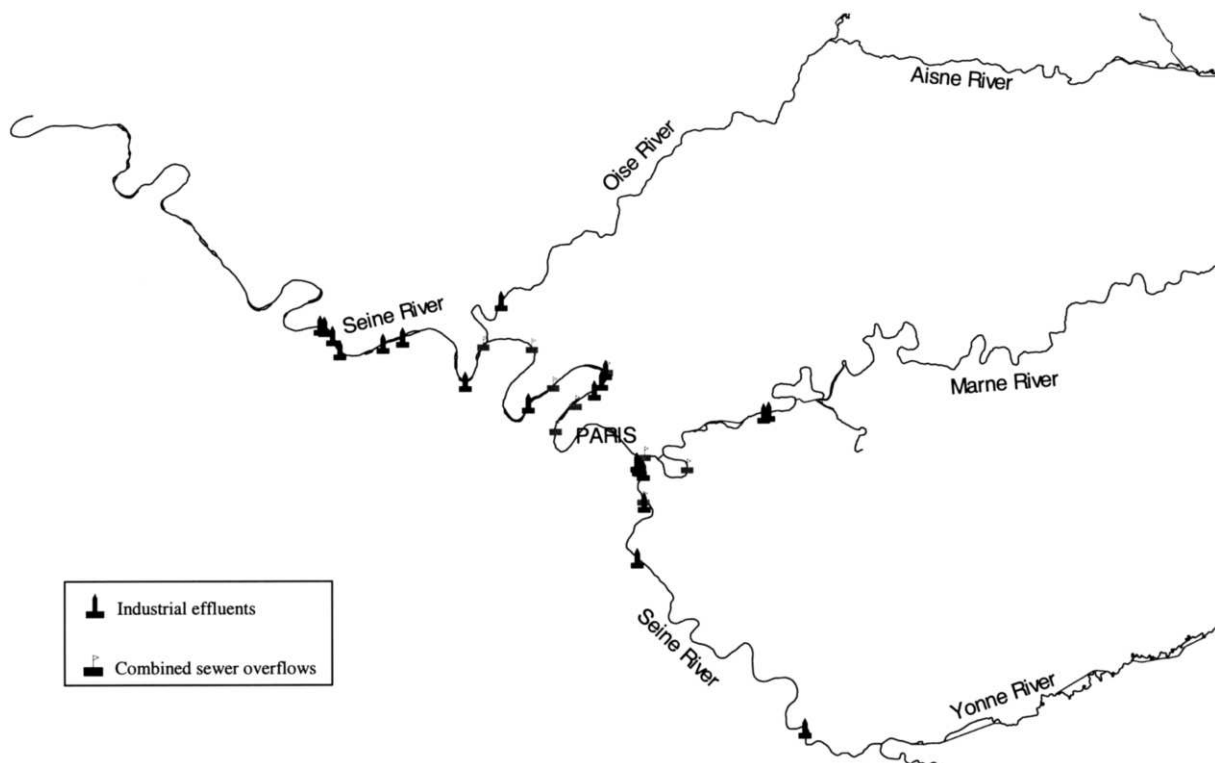 Aisne River
Oise River
Seine River
Marne River
PARIS
Industrial effluents
Combined sewer overflows
Seine River
Yonne River